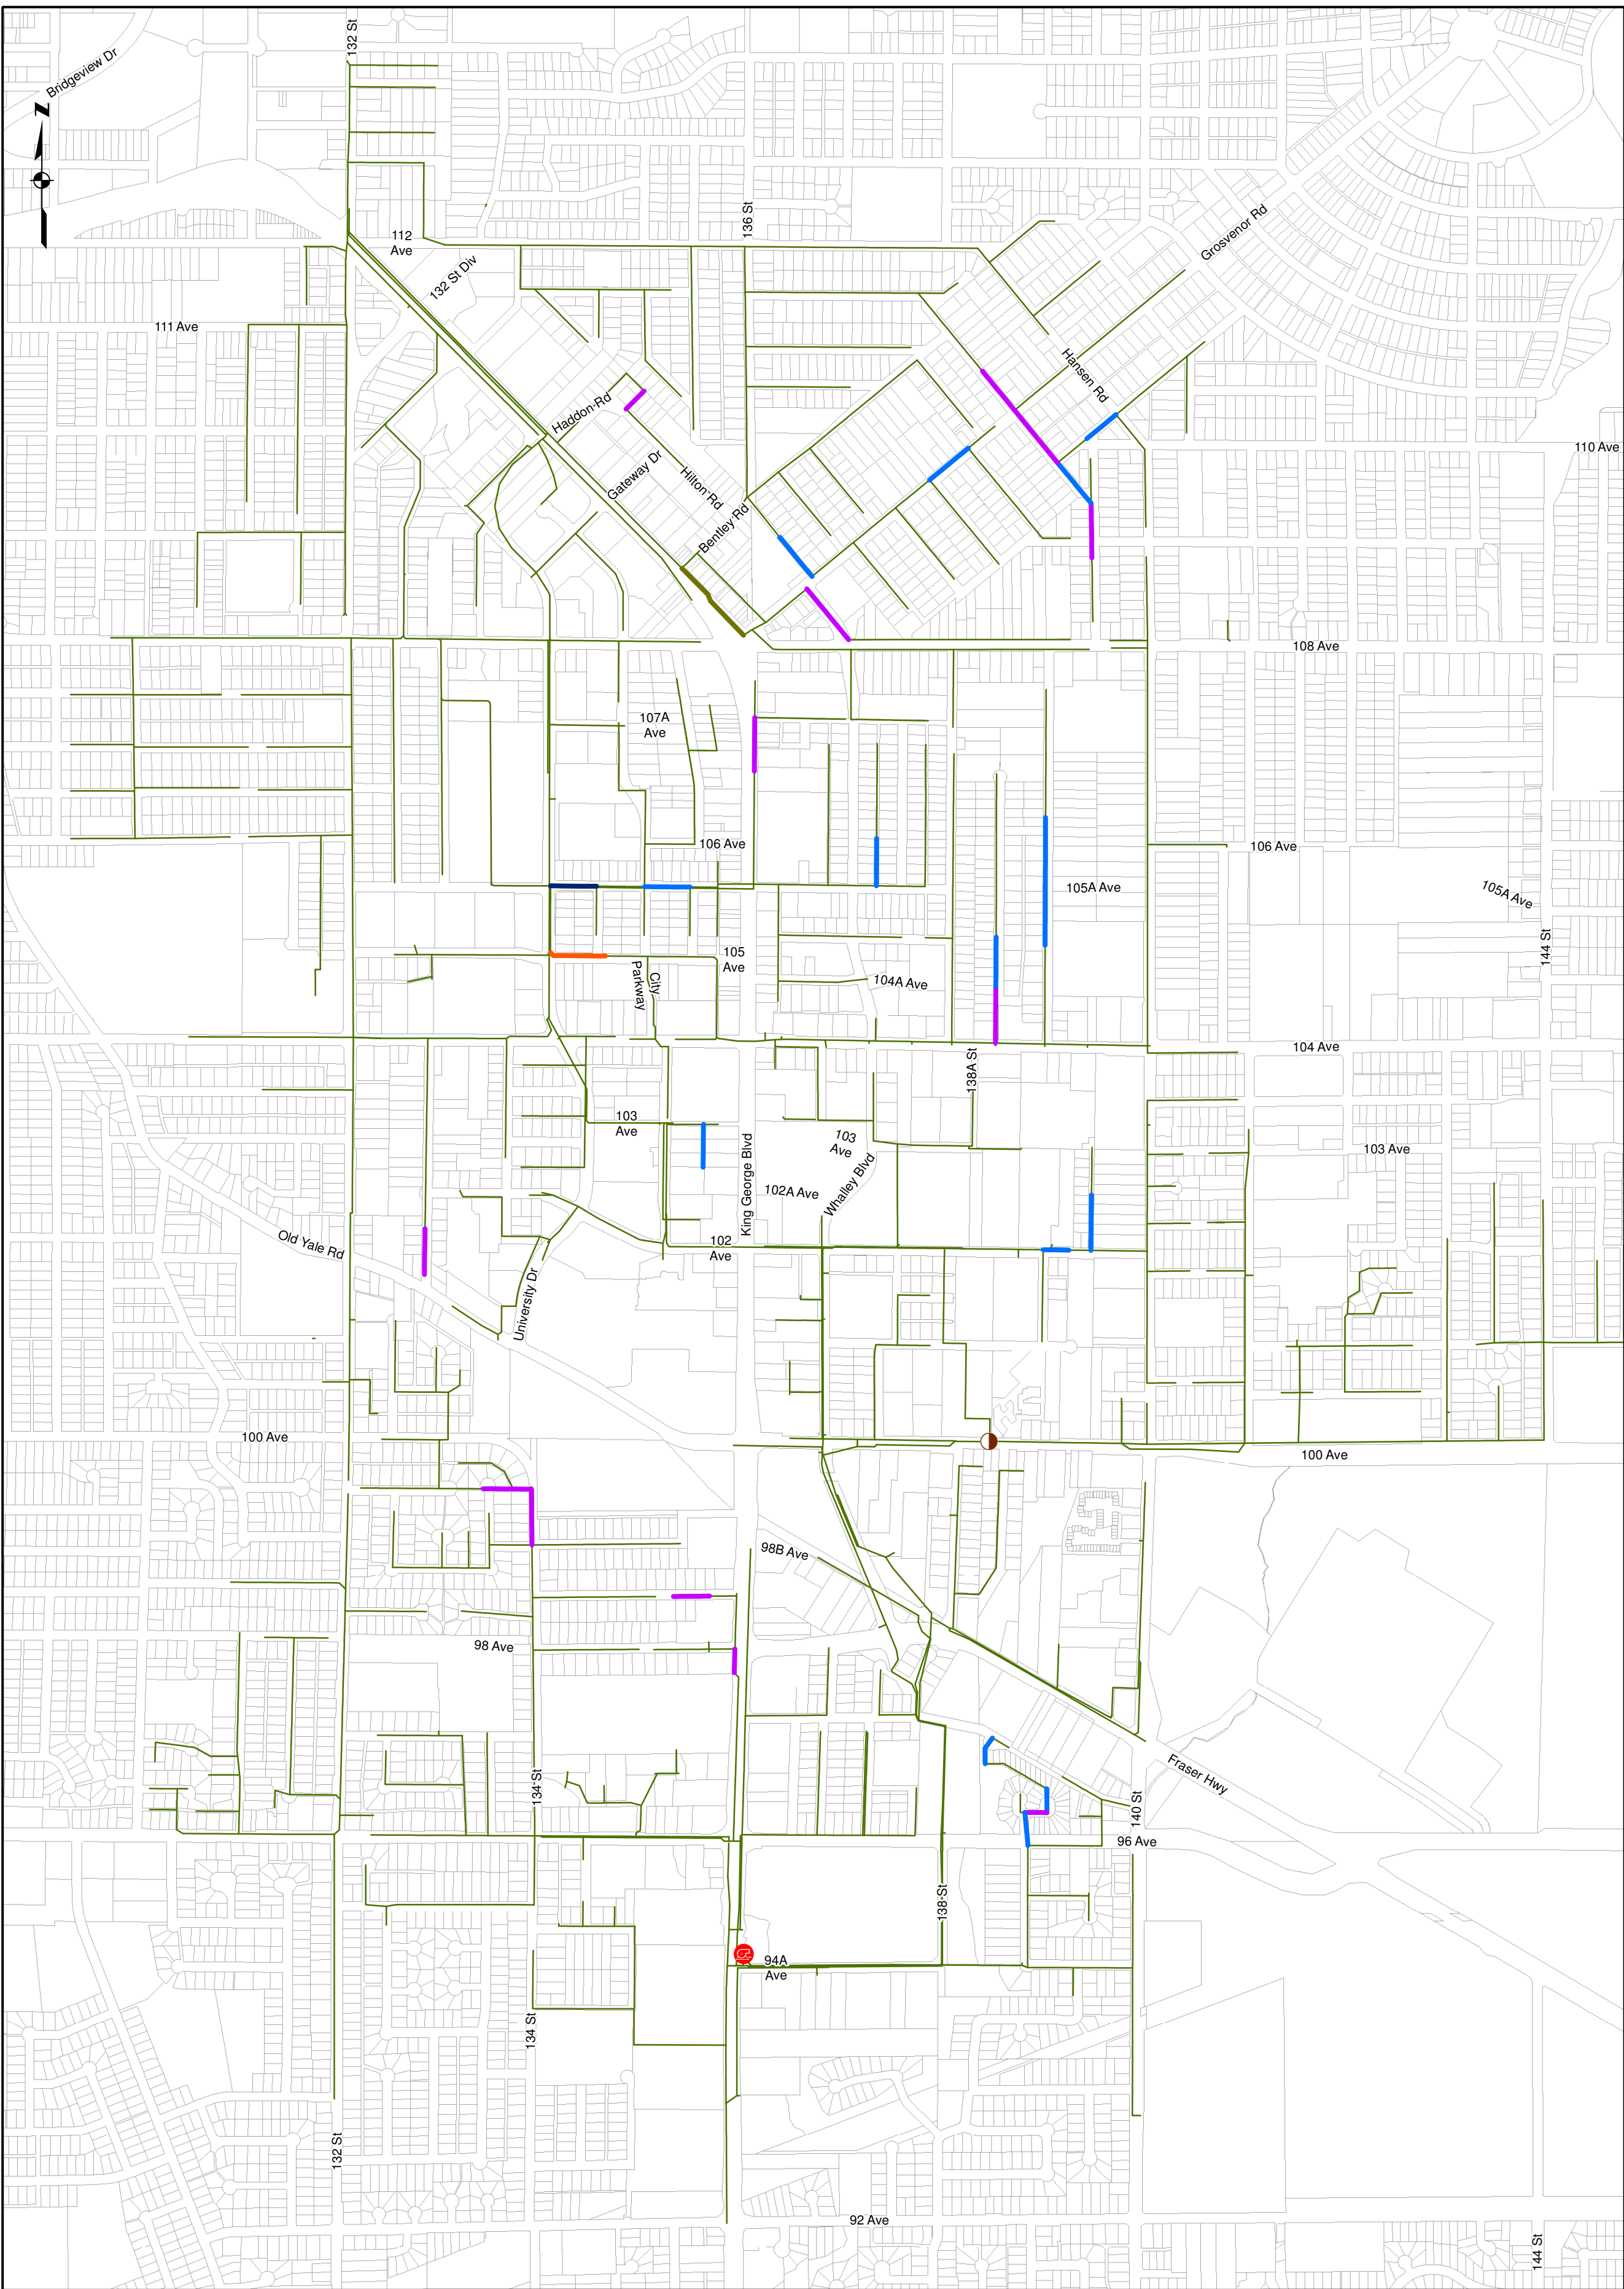 132 St
Bridgeview Dr
N
136 St
Grosvenor Rd
112
Ave
132 St Div
111 Ave
Hansen Rd
Haddon Rd
110 Ave
Gateway Dr
Hilton Rd
Bentley Rd
108 Ave
107A
Ave
106 Ave
106 Ave
105A Ave
105A Ave
144 St
105
Ave
City
Parkway
104A Ave
104 Ave
138A St
103
Ave
103
Ave
103 Ave
King George Blvd
Whalley Blvd
102A Ave
Old Yale Rd
102
Ave
University Dr
100 Ave
100 Ave
98B Ave
98 Ave
Fraser Hwy
134 St
140 St
96 Ave
138 St
94A
Ave
134 St
132 St
92 Ave
144 St